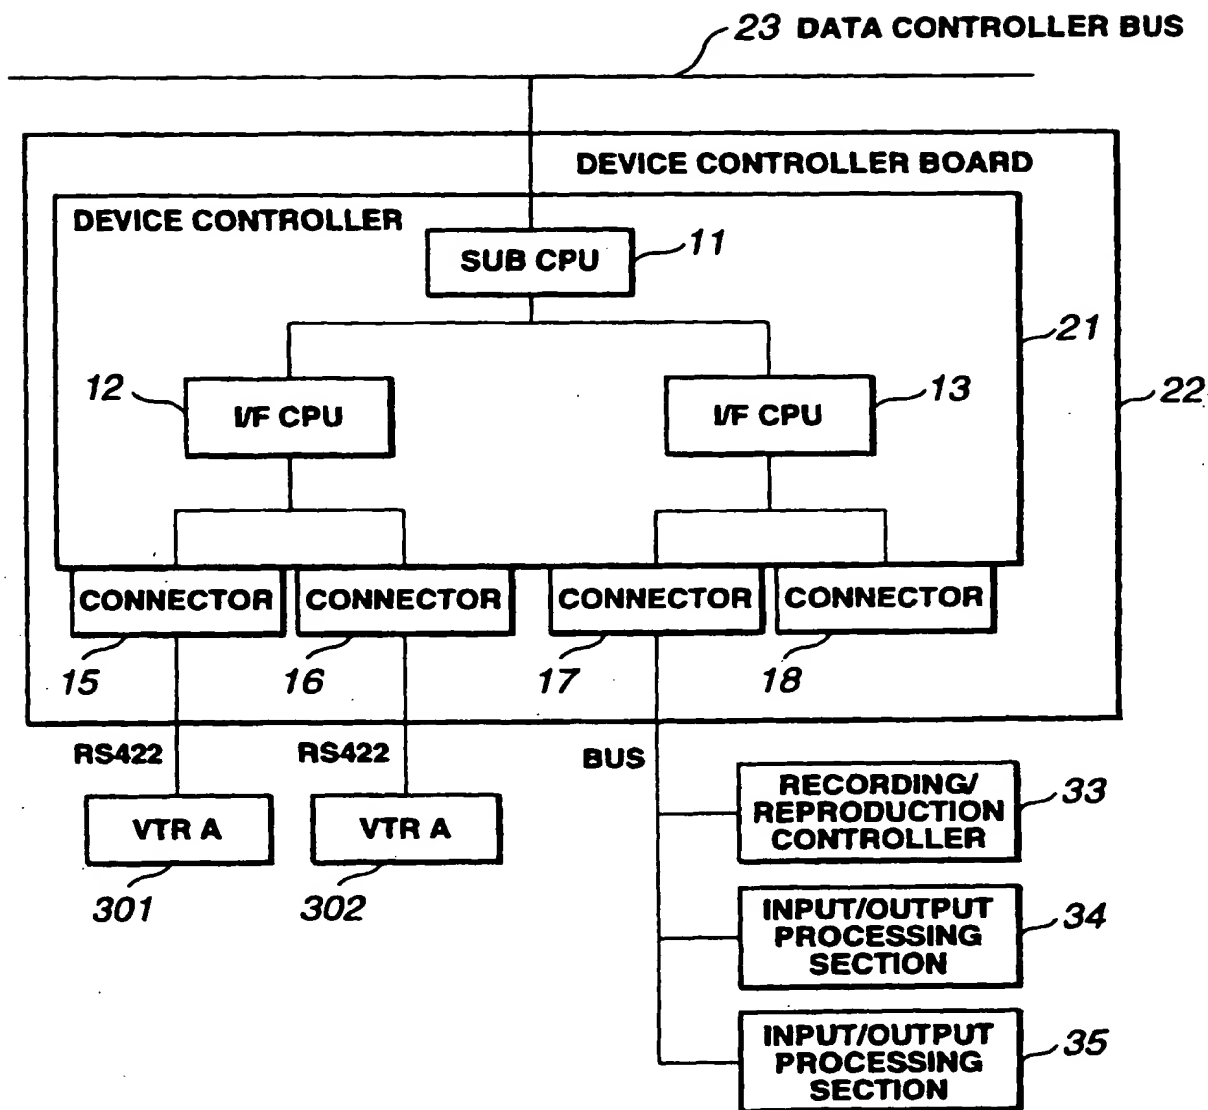 23 DATA CONTROLLER BUS
DEVICE CONTROLLER BOARD
DEVICE CONTROLLER
SUB CPU
11
21
12
I/F CPU
I/F CPU
13
22
CONNECTOR
CONNECTOR
CONNECTOR
CONNECTOR
15
16
17
18
RS422
RS422
BUS
VTR A
VTR A
301
302
RECORDING/
REPRODUCTION
CONTROLLER
33
INPUT/OUTPUT
PROCESSING
SECTION
34
INPUT/OUTPUT
PROCESSING
SECTION
35